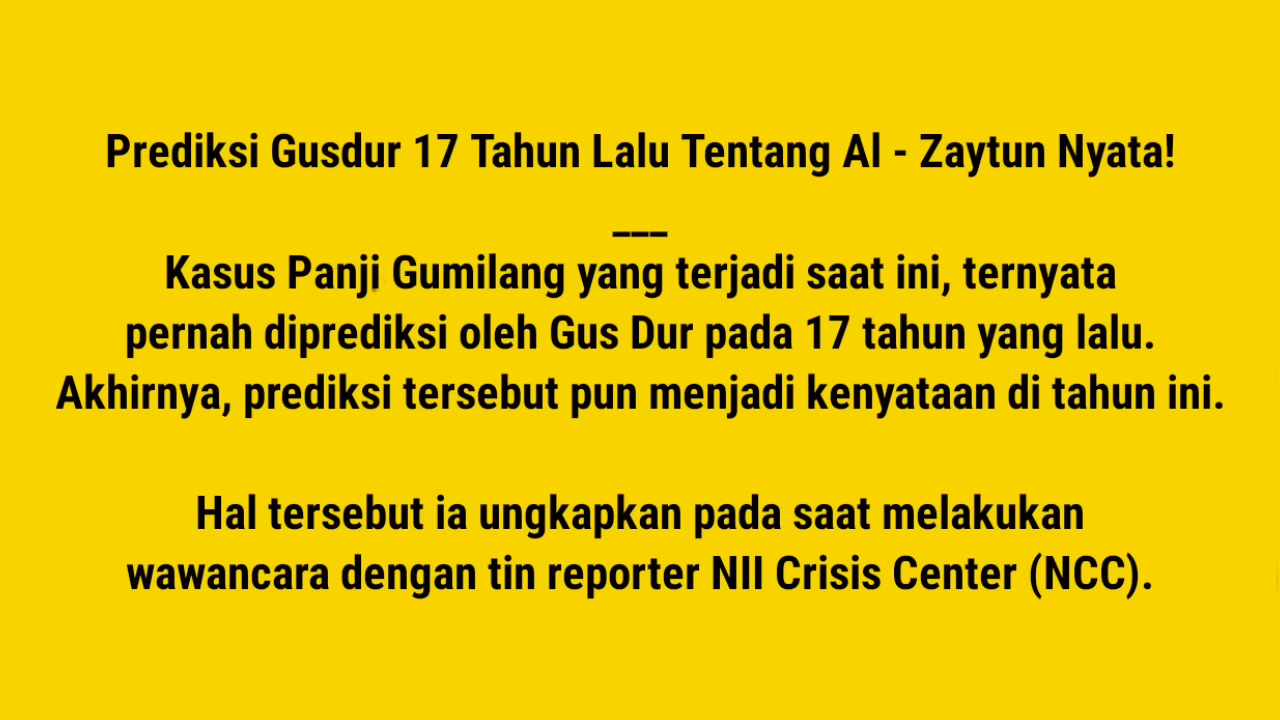 Prediksi Gusdur 17 Tahun Lalu Tentang Al - Zaytun Nyata!
___
Kasus Panji Gumilang yang terjadi saat ini, ternyata
pernah diprediksi oleh Gus Dur pada 17 tahun yang lalu.
Akhirnya, prediksi tersebut pun menjadi kenyataan di tahun ini.
Hal tersebut ia ungkapkan pada saat melakukan
wawancara dengan tin reporter NII Crisis Center (NCC).